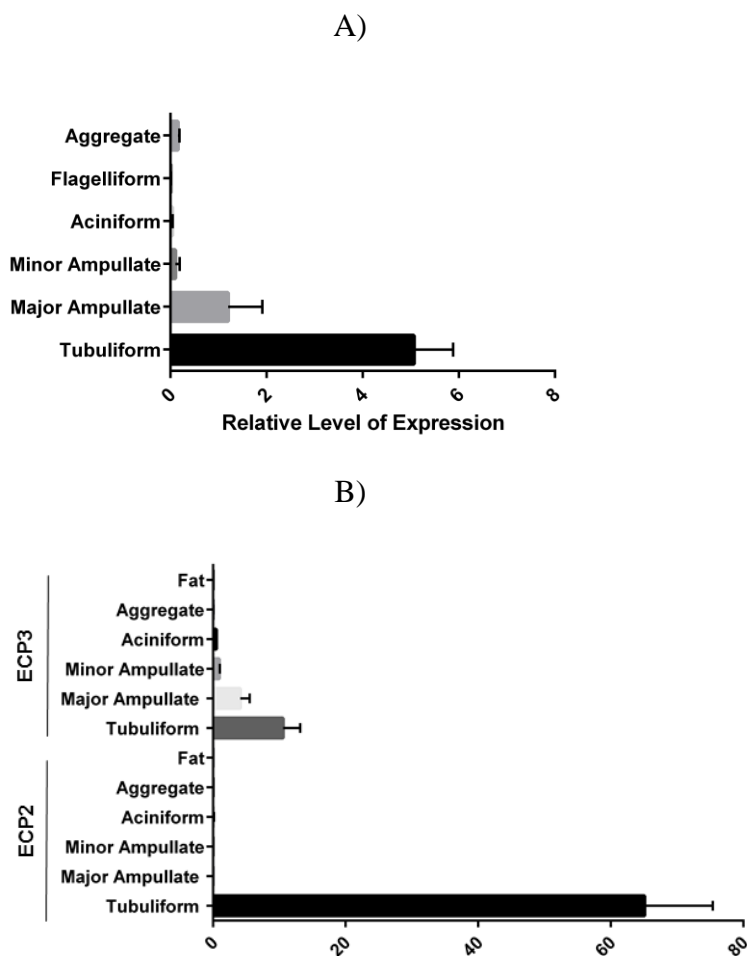 A)
Aggregate
Flagelliform
Aciniform
Minor Ampullate
Major Ampullate
Tubuliform
0 2 4 6 8
Relative Level of Expression
B)
ECP3
Fat
Aggregate
Aciniform
Minor Ampullate
Major Ampullate
Tubuliform
ECP2
Fat
Aggregate
Aciniform
Minor Ampullate
Major Ampullate
Tubuliform
0 20 40 60 80